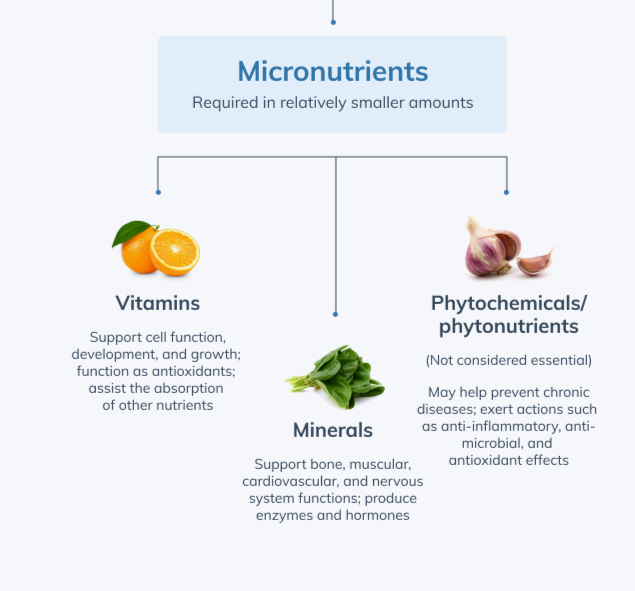 Micronutrients
Required in relatively smaller amounts
Vitamins
Support cell function,
development, and growth;
function as antioxidants;
assist the absorption
of other nutrients
Minerals
Support bone, muscular,
cardiovascular, and nervous
system functions; produce
enzymes and hormones
Phytochemicals/
phytonutrients
(Not considered essential)
May help prevent chronic
diseases; exert actions such
as anti-inflammatory, anti-
microbial, and
antioxidant effects